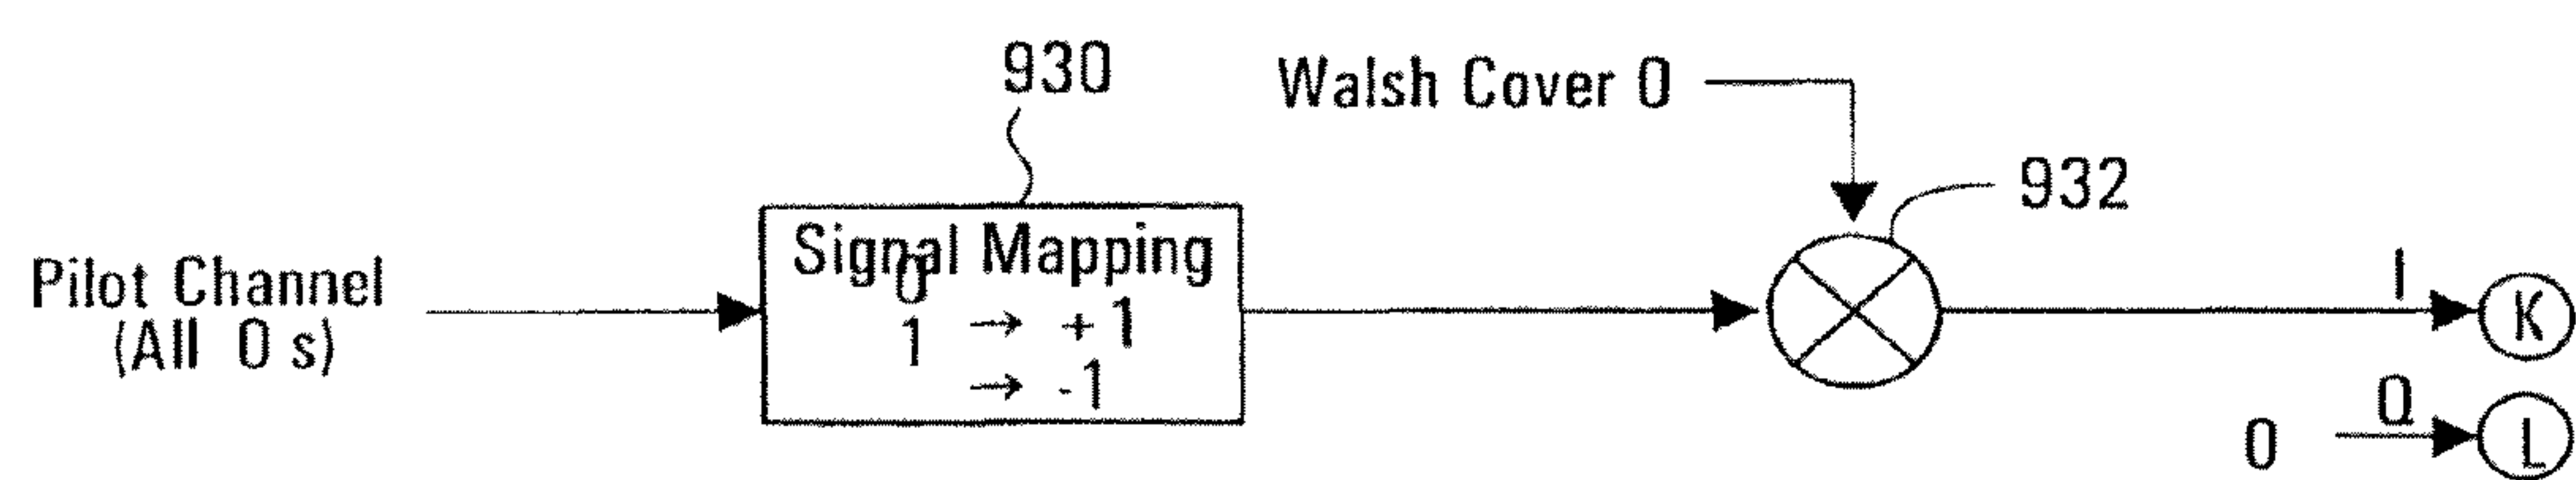 930
Walsh Cover 0
932
Pilot Channel
(All 0 s)
Signal Mapping
0
1 → +1
→ -1
I
K
0
Q
L